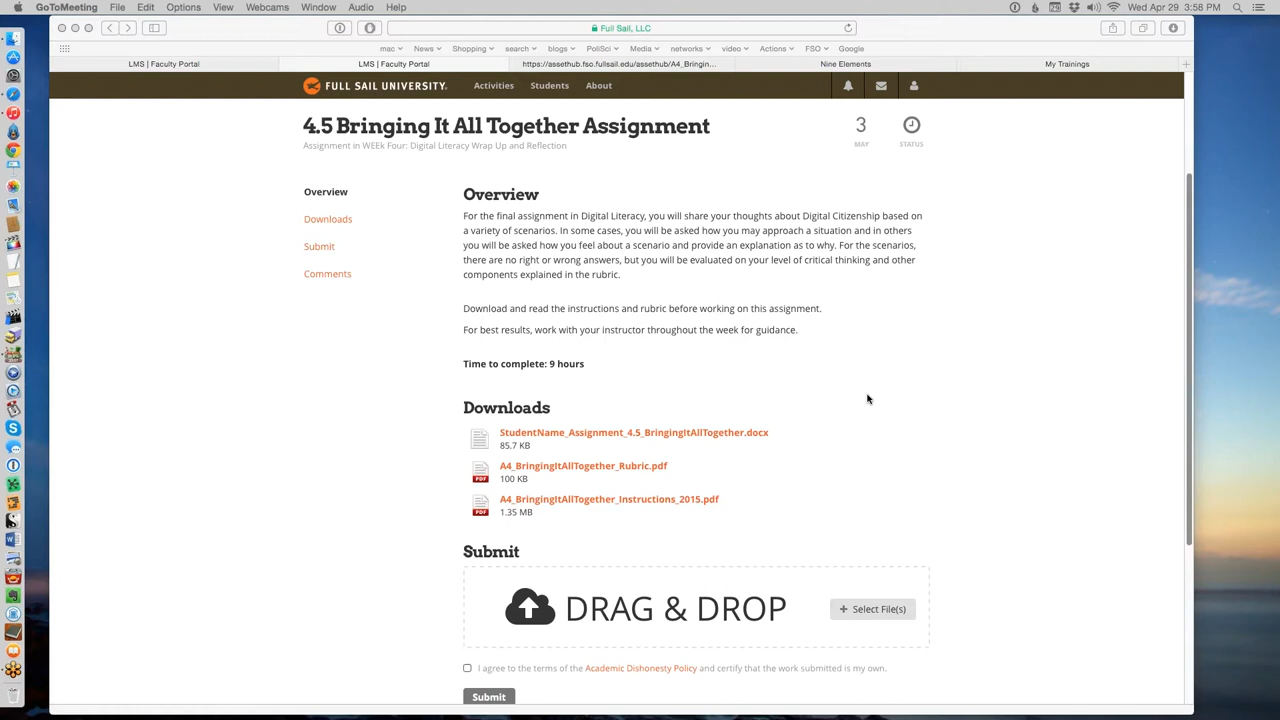 GoToMeeting File Edit Options View Webcams Window Audio Help Wed Apr 29 3:58 PM
Full Sail, LLC
mac News Shopping search blogs PoliSci Media networks video Actions FSO Google
LMS | Faculty Portal LMS | Faculty Portal https://assethub.fso.fullsail.edu/assethub/A4_Bringin... Nine Elements My Trainings
FULL SAIL UNIVERSITY. Activities Students About
4.5 Bringing It All Together Assignment
3
MAY
STATUS
Assignment in WEEk Four: Digital Literacy Wrap Up and Reflection
Overview
Downloads
Submit
Comments
Overview
For the final assignment in Digital Literacy, you will share your thoughts about Digital Citizenship based on
a variety of scenarios. In some cases, you will be asked how you may approach a situation and in others
you will be asked how you feel about a scenario and provide an explanation as to why. For the scenarios,
there are no right or wrong answers, but you will be evaluated on your level of critical thinking and other
components explained in the rubric.
Download and read the instructions and rubric before working on this assignment.
For best results, work with your instructor throughout the week for guidance.
Time to complete: 9 hours
Downloads
StudentName_Assignment_4.5_BringingItAllTogether.docx
85.7 KB
A4_BringingItAllTogether_Rubric.pdf
PDF
100 KB
A4_BringingItAllTogether_Instructions_2015.pdf
PDF
1.35 MB
Submit
DRAG & DROP
+ Select File(s)
I agree to the terms of the Academic Dishonesty Policy and certify that the work submitted is my own.
Submit